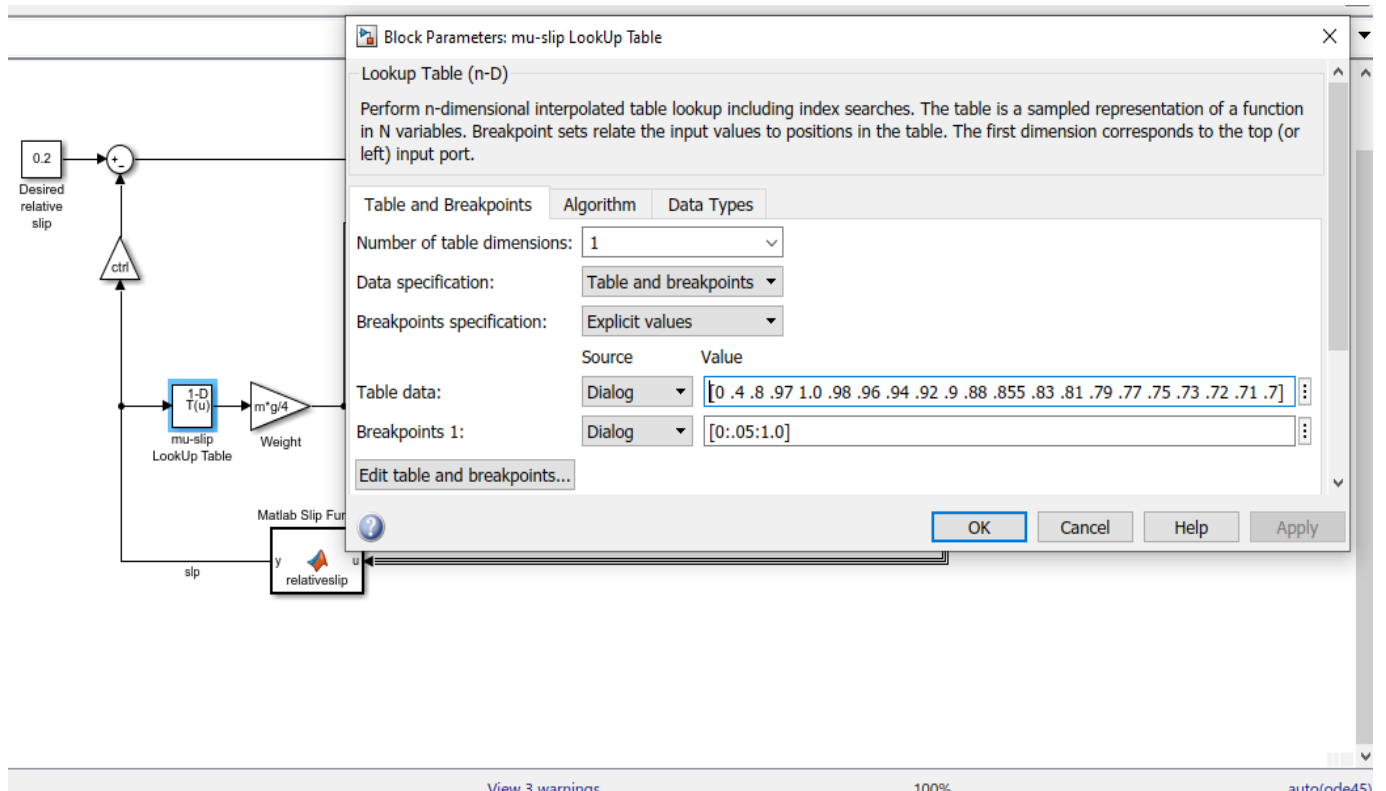 Block Parameters: mu-slip LookUp Table
Lookup Table (n-D)
Perform n-dimensional interpolated table lookup including index searches. The table is a sampled representation of a function
in N variables. Breakpoint sets relate the input values to positions in the table. The first dimension corresponds to the top (or
left) input port.
Table and Breakpoints Algorithm Data Types
Number of table dimensions: 1
Data specification: Table and breakpoints
Breakpoints specification: Explicit values
Source Value
Table data: Dialog [0 .4 .8 .97 1.0 .98 .96 .94 .92 .9 .88 .855 .83 .81 .79 .77 .75 .73 .72 .71 .7]
Breakpoints 1: Dialog [0:.05:1.0]
Edit table and breakpoints...
OK Cancel Help Apply
0.2
Desired
relative
slip
+
-
ctrl
1-D
T(u)
mu-slip
LookUp Table
m*g/4
Weight
Matlab Slip Fur
y u
relativeslip
slp
View 3 warnings 100% auto(ode45)